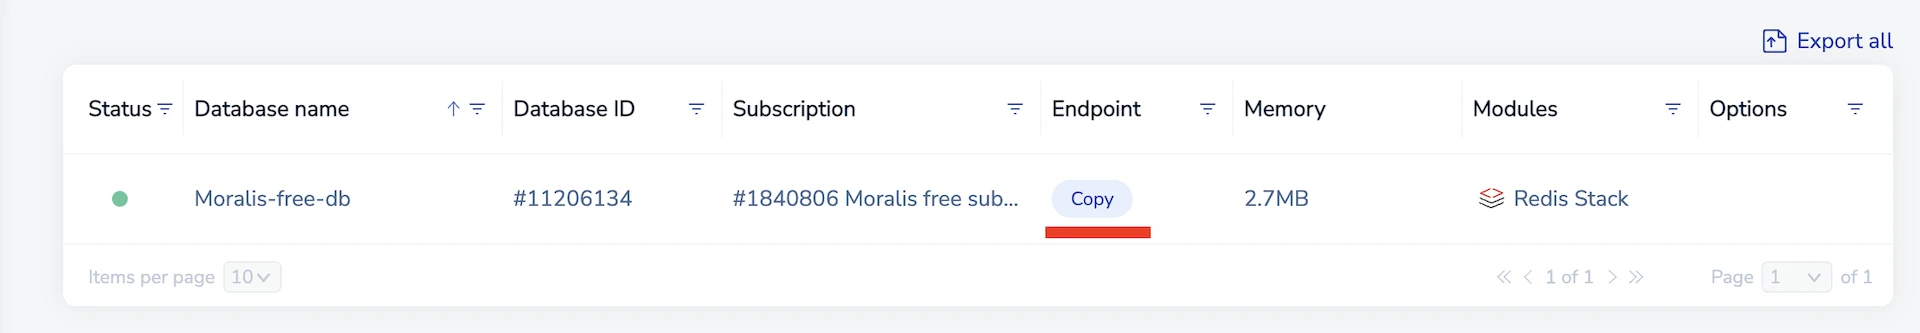 Export all
Status Database name Database ID Subscription Endpoint Memory Modules Options
Moralis-free-db #11206134 #1840806 Moralis free sub... Copy 2.7MB Redis Stack
Items per page 10 1 of 1 Page 1 of 1